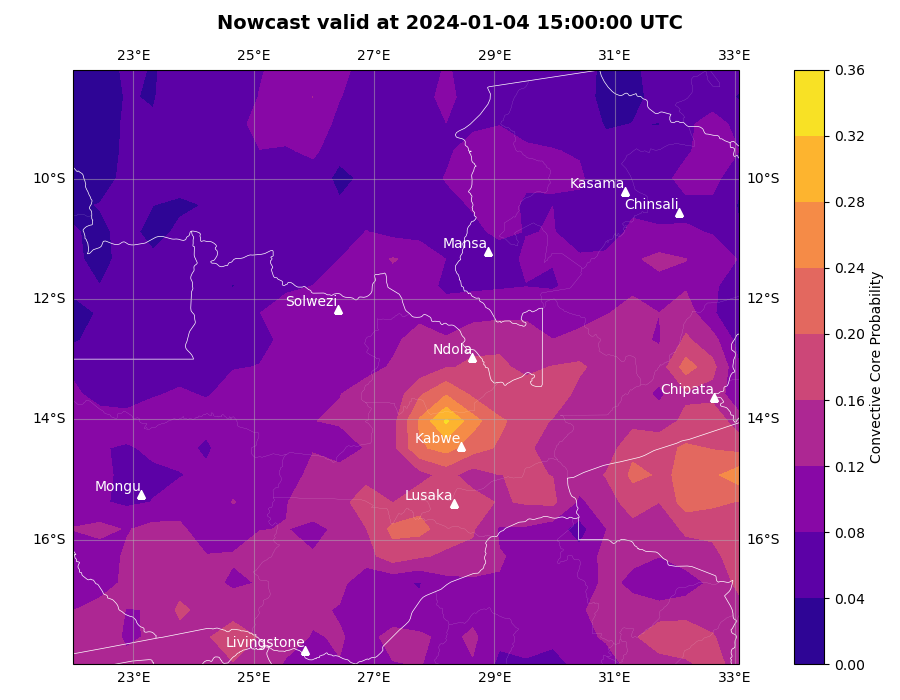 Nowcast valid at 2024-01-04 15:00:00 UTC
23°E 25°E 27°E 29°E 31°E 33°E
0.36
0.32
0.28
0.24
0.20
0.16
0.12
0.08
0.04
0.00
Convective Core Probability
10°S 10°S
12°S 12°S
14°S 14°S
16°S 16°S
Kasama
Chinsali
Mansa
Solwezi
Ndola
Chipata
Kabwe
Mongu
Lusaka
Livingstone
23°E 25°E 27°E 29°E 31°E 33°E